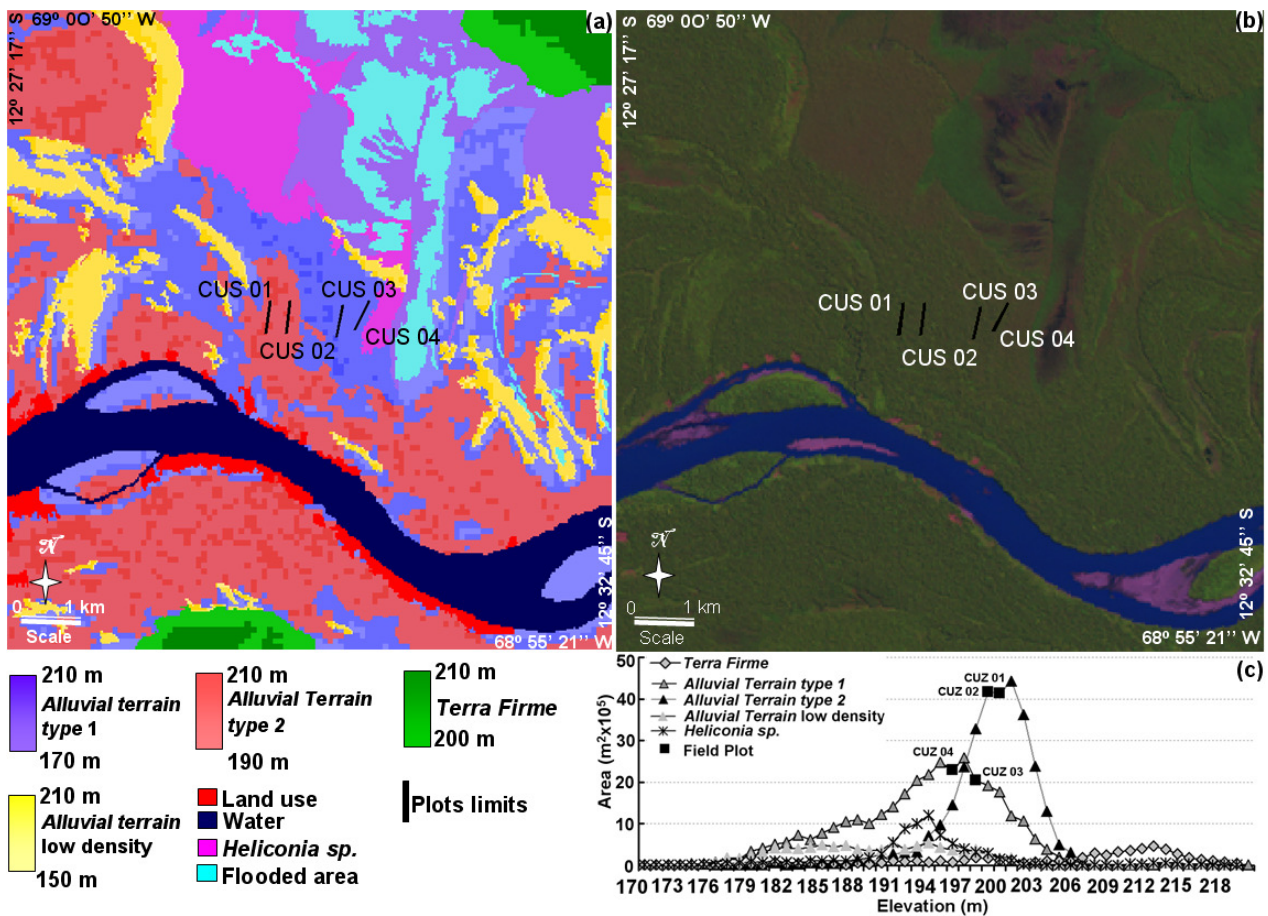 69º 0O' 50'' W
(a)
12º 27' 17'' S
CUS 01
CUS 03
CUS 02
CUS 04
N
0 1 km
Scale
12º 32' 45'' S
68º 55' 21'' W
69º 0O' 50'' W
(b)
12º 27' 17'' S
CUS 01
CUS 03
CUS 02
CUS 04
N
0 1 km
Scale
12º 32' 45'' S
68º 55' 21'' W
210 m
Alluvial terrain
type 1
170 m
210 m
Alluvial Terrain
type 2
190 m
210 m
Terra Firme
200 m
210 m
Alluvial terrain
low density
150 m
Land use
Water
Heliconia sp.
Flooded area
Plots limits
(c)
Area (m²x10⁵)
50
40
30
20
10
0
Terra Firme
Alluvial Terrain type 1
Alluvial Terrain type 2
Alluvial Terrain low density
Heliconia sp.
Field Plot
CUZ 01
CUZ 02
CUZ 04
CUZ 03
170 173 176 179 182 185 188 191 194 197 200 203 206 209 212 215 218
Elevation (m)